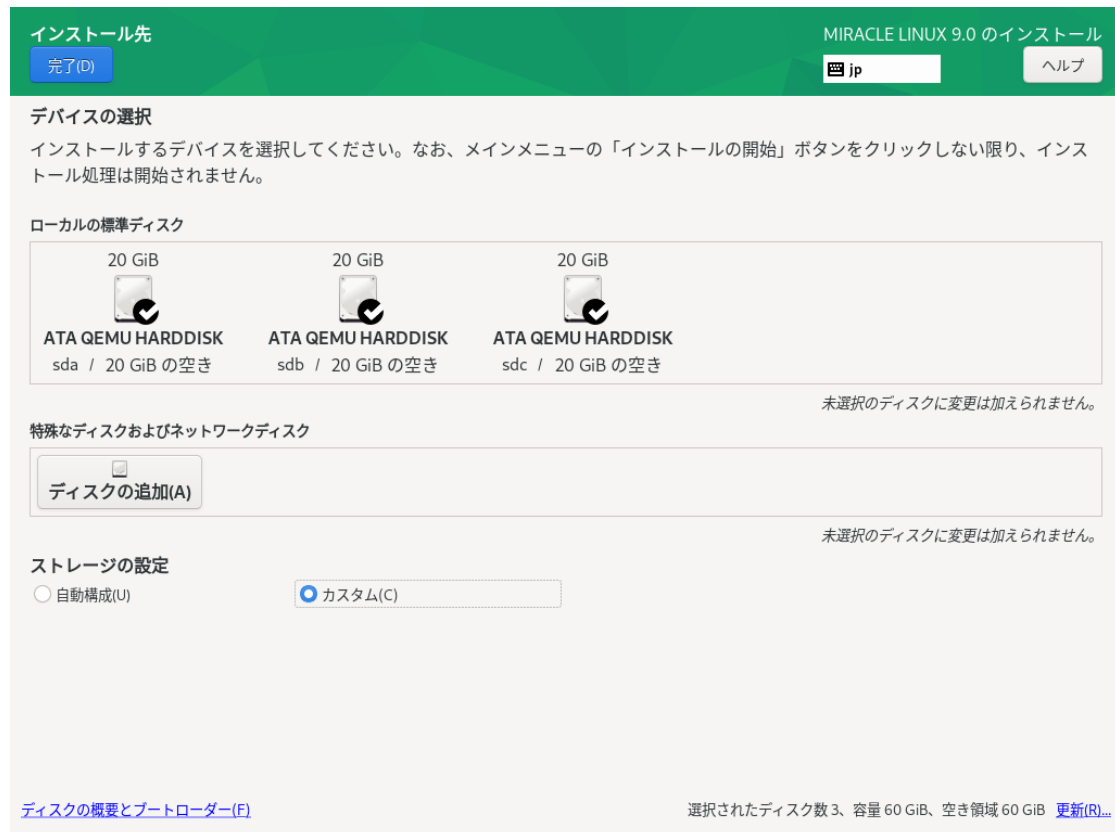 インストール先
MIRACLE LINUX 9.0 のインストール
完了(D)
jp
ヘルプ
デバイスの選択
インストールするデバイスを選択してください。なお、メインメニューの「インストールの開始」ボタンをクリックしない限り、インス
トール処理は開始されません。
ローカルの標準ディスク
20 GiB 20 GiB 20 GiB
ATA QEMU HARDDISK ATA QEMU HARDDISK ATA QEMU HARDDISK
sda / 20 GiB の空き sdb / 20 GiB の空き sdc / 20 GiB の空き
未選択のディスクに変更は加えられません。
特殊なディスクおよびネットワークディスク
ディスクの追加(A)
未選択のディスクに変更は加えられません。
ストレージの設定
自動構成(U) カスタム(C)
ディスクの概要とブートローダー(F) 選択されたディスク数 3、容量 60 GiB、空き領域 60 GiB 更新(R)...